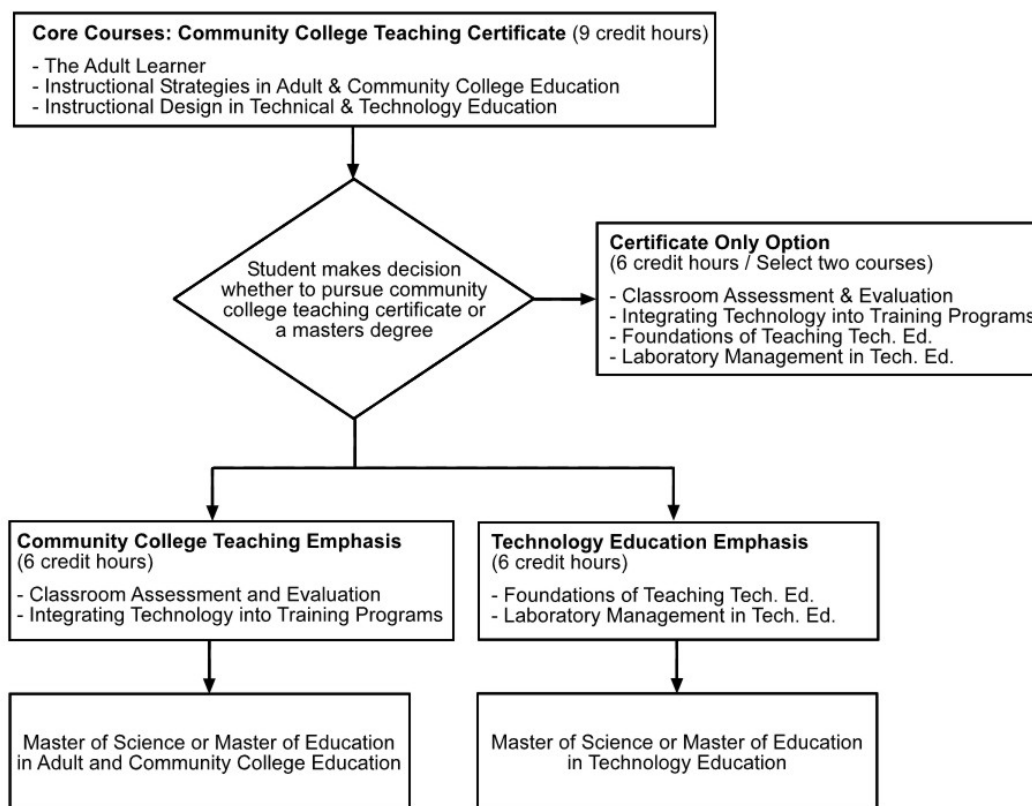 Core Courses: Community College Teaching Certificate (9 credit hours)
- The Adult Learner
- Instructional Strategies in Adult & Community College Education
- Instructional Design in Technical & Technology Education
Student makes decision
whether to pursue community
college teaching certificate or
a masters degree
Certificate Only Option
(6 credit hours / Select two courses)
- Classroom Assessment & Evaluation
- Integrating Technology into Training Programs
- Foundations of Teaching Tech. Ed.
- Laboratory Management in Tech. Ed.
Community College Teaching Emphasis
(6 credit hours)
- Classroom Assessment and Evaluation
- Integrating Technology into Training Programs
Technology Education Emphasis
(6 credit hours)
- Foundations of Teaching Tech. Ed.
- Laboratory Management in Tech. Ed.
Master of Science or Master of Education
in Adult and Community College Education
Master of Science or Master of Education
in Technology Education